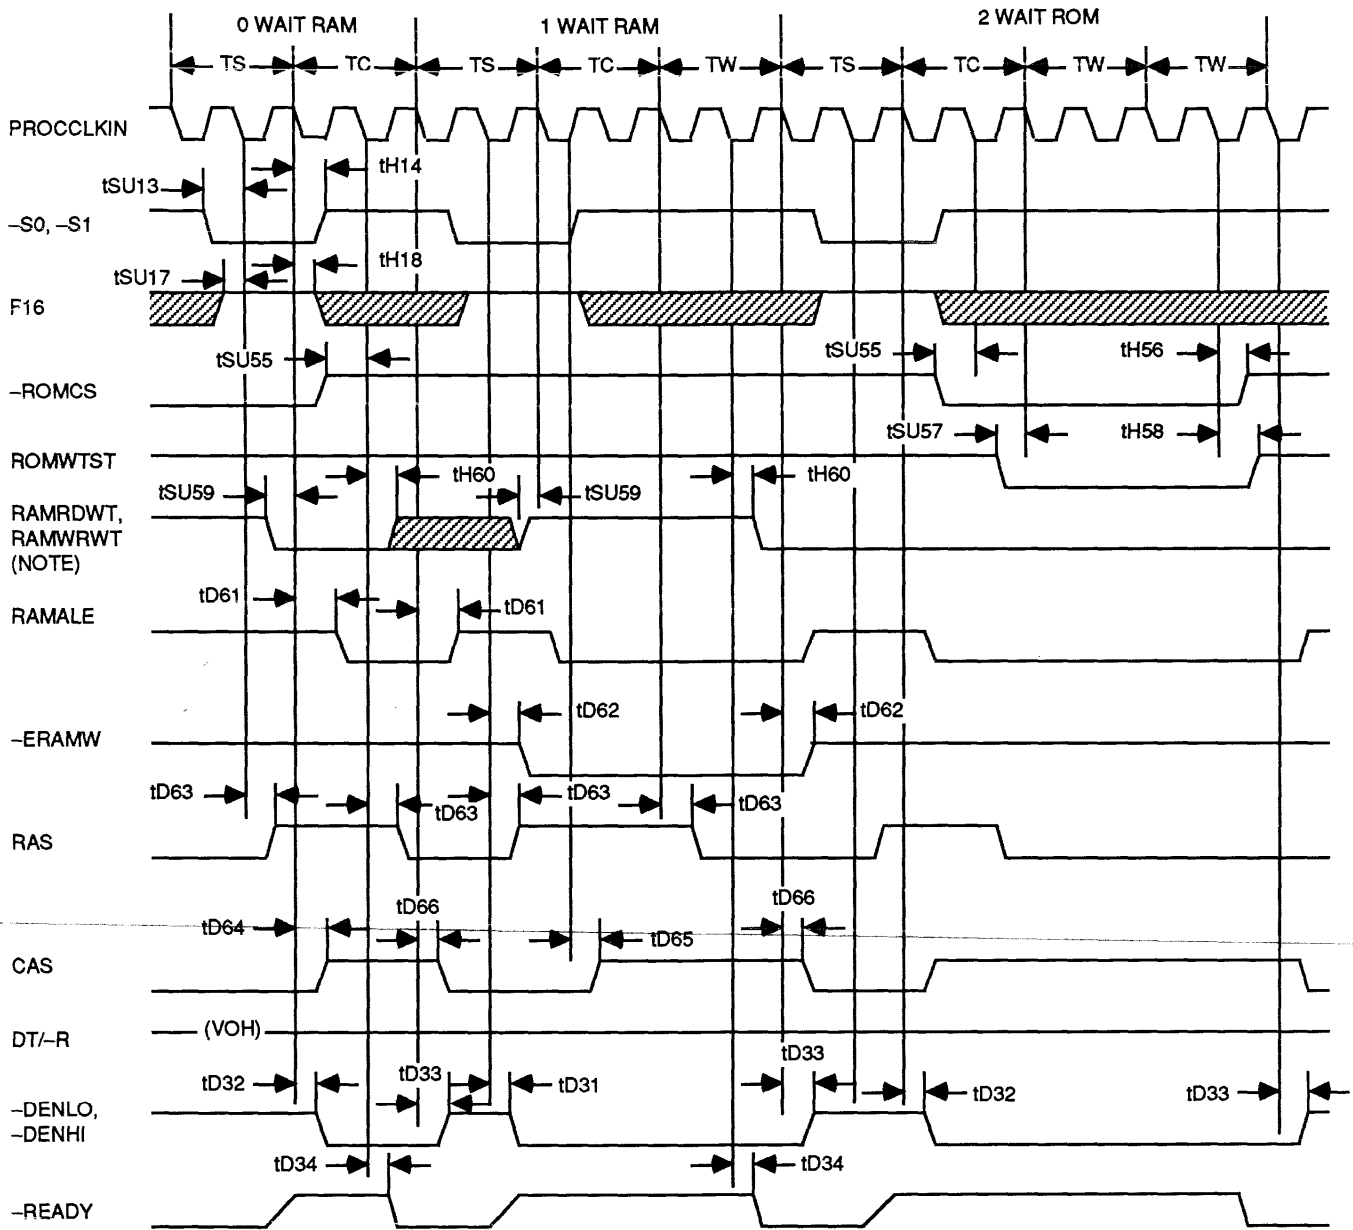 0 WAIT RAM 1 WAIT RAM 2 WAIT ROM
TS TC TS TC TW TS TC TW TW
PROCCLKIN
tH14
tSU13
–S0, –S1
tH18
tSU17
F16
tSU55 tSU55 tH56
–ROMCS
tSU57 tH58
ROMWTST
tH60 tH60
tSU59 tSU59
RAMRDWT,
RAMWRWT
(NOTE)
tD61 tD61
RAMALE
tD62 tD62
–ERAMW
tD63 tD63 tD63 tD63
RAS
tD66 tD66
tD64 tD65
CAS
(VOH)
DT/–R
tD33
tD32 tD33 tD31 tD32 tD33
–DENLO,
–DENHI
tD34 tD34
–READY